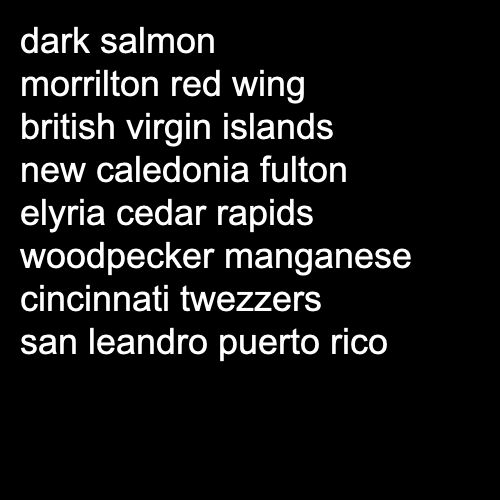 dark salmon
morrilton red wing
british virgin islands
new caledonia fulton
elyria cedar rapids
woodpecker manganese
cincinnati twezzers
san leandro puerto rico